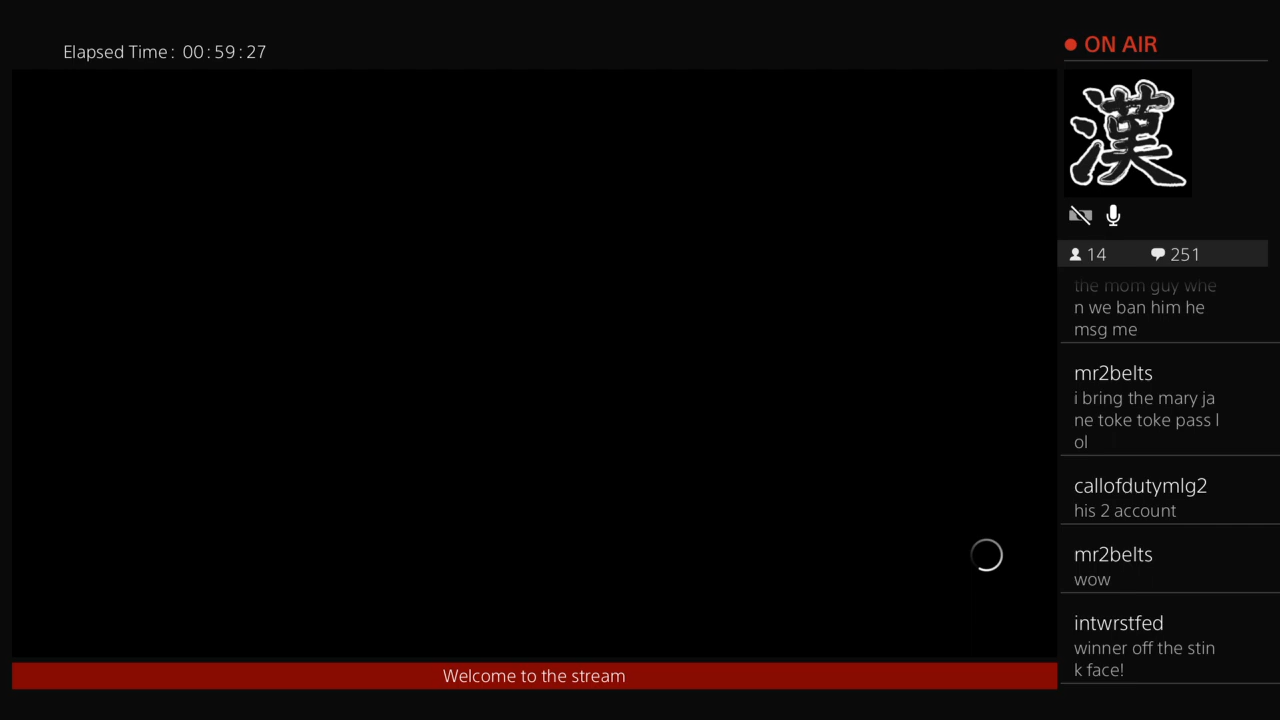 Elapsed Time: 00:59:27
ON AIR
漢
14 251
the mom guy whe
n we ban him he
msg me
mr2belts
i bring the mary ja
ne toke toke pass l
ol
callofdutymlg2
his 2 account
mr2belts
wow
intwrstfed
winner off the stin
k face!
Welcome to the stream